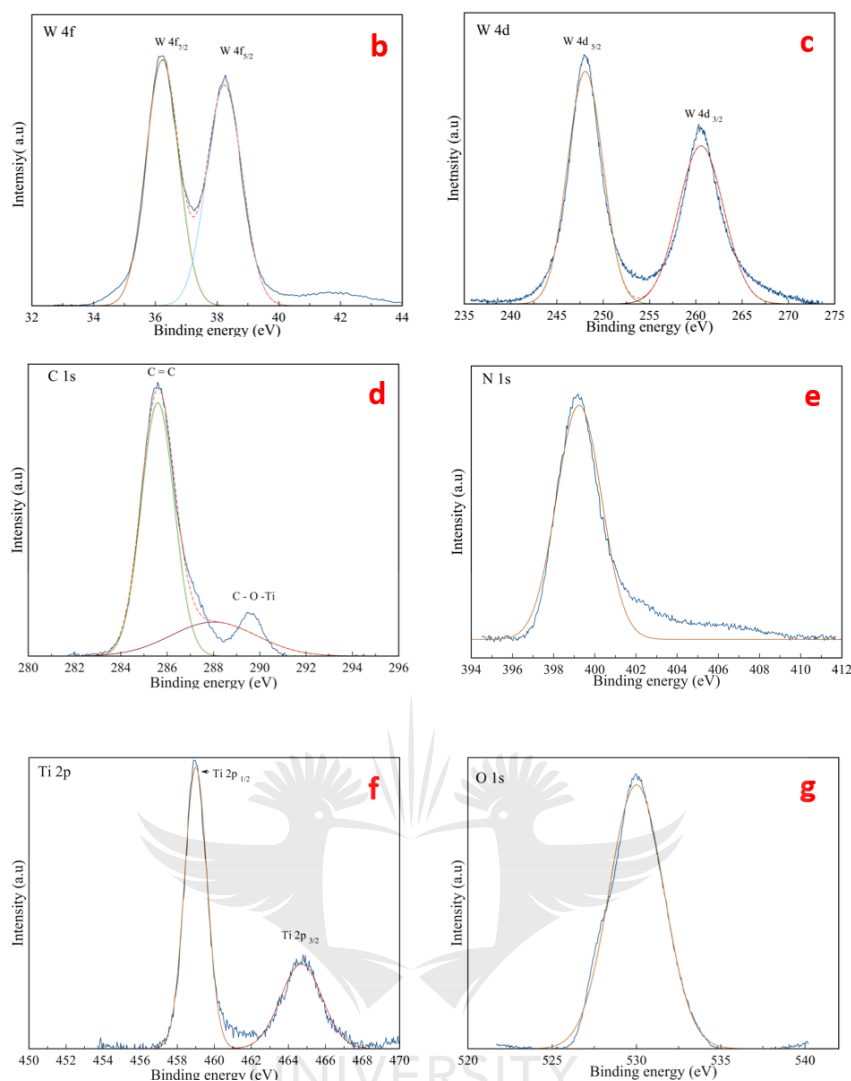 W 4f
W 4f7/2
W 4f5/2
b
Intemsiy( a.u)
32 34 36 38 40 42 44
Binding energy (eV)
W 4d
W 4d 5/2
W 4d 3/2
c
Inetnsity (a.u)
235 240 245 250 255 260 265 270 275
Binding energy (eV)
C 1s
C = C
d
C - O -Ti
Intensity (a.u)
280 282 284 286 288 290 292 294 296
Binding energy (eV)
N 1s
e
Intensity (a.u)
394 396 398 400 402 404 406 408 410 412
Binding energy (eV)
Ti 2p
Ti 2p 1/2
f
Ti 2p 3/2
Intensity (a.u)
450 452 454 456 458 460 462 464 466 468 470
Binding energy (eV)
O 1s
g
Intensity (a.u)
520 525 530 535 540
Binding energy (eV)
UNIVERSITY